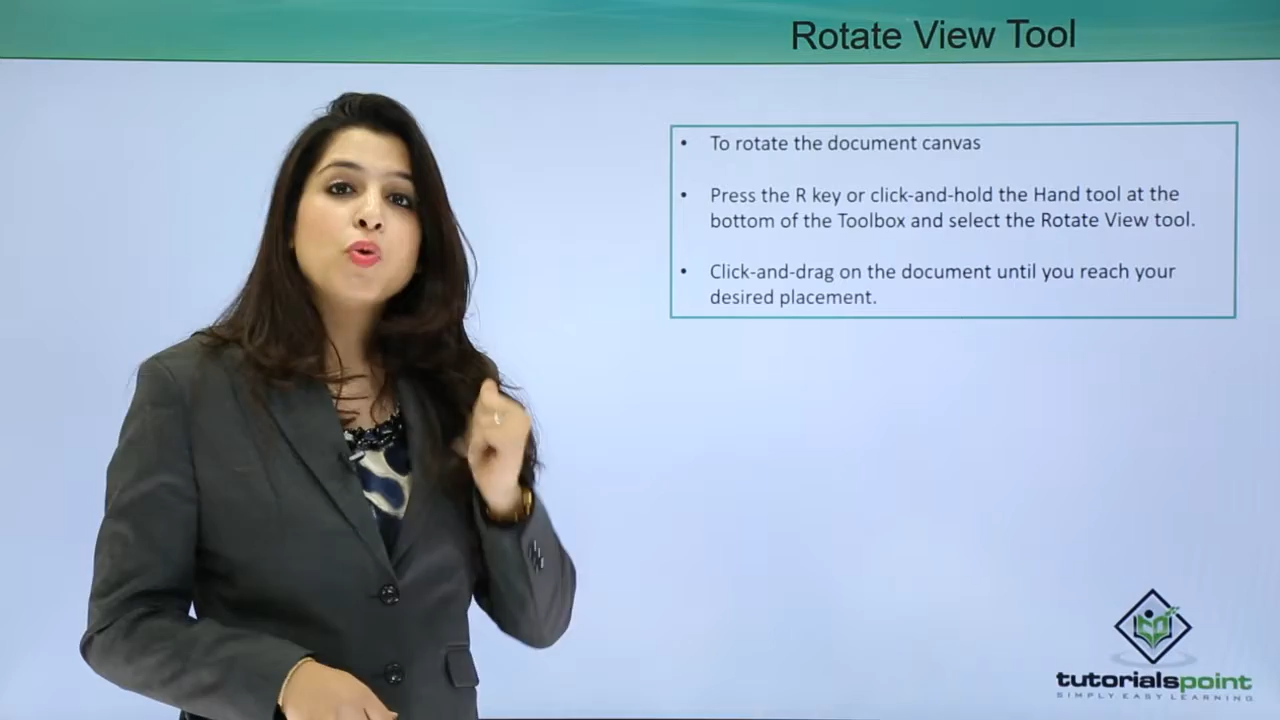 Rotate View Tool
• To rotate the document canvas
• Press the R key or click-and-hold the Hand tool at the
bottom of the Toolbox and select the Rotate View tool.
• Click-and-drag on the document until you reach your
desired placement.
tutorialspoint
SIMPLY EASY LEARNING